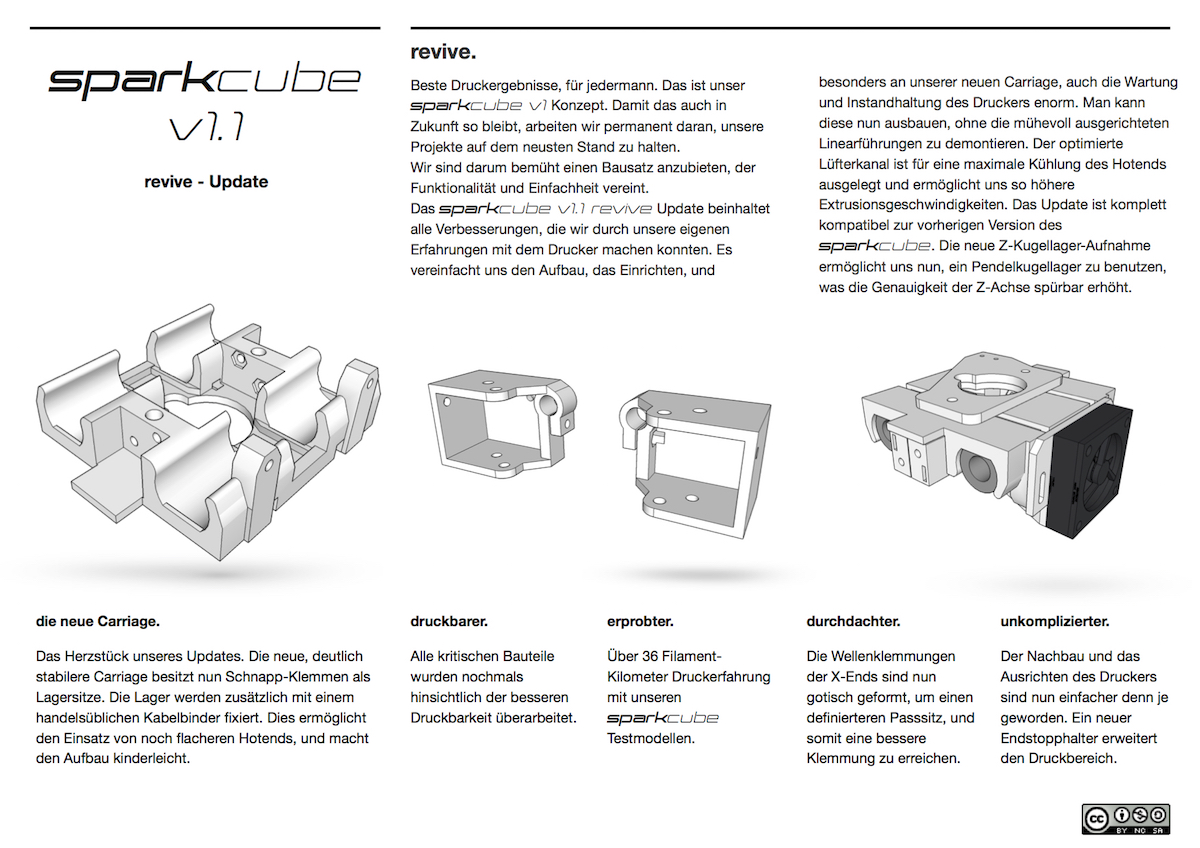 sparkcube
v1.1
revive - Update
revive.
Beste Druckergebnisse, für jedermann. Das ist unser
sparkcube v1 Konzept. Damit das auch in
Zukunft so bleibt, arbeiten wir permanent daran, unsere
Projekte auf dem neusten Stand zu halten.
Wir sind darum bemüht einen Bausatz anzubieten, der
Funktionalität und Einfachheit vereint.
Das sparkcube v1.1 revive Update beinhaltet
alle Verbesserungen, die wir durch unsere eigenen
Erfahrungen mit dem Drucker machen konnten. Es
vereinfacht uns den Aufbau, das Einrichten, und
besonders an unserer neuen Carriage, auch die Wartung
und Instandhaltung des Druckers enorm. Man kann
diese nun ausbauen, ohne die mühevoll ausgerichteten
Linearführungen zu demontieren. Der optimierte
Lüfterkanal ist für eine maximale Kühlung des Hotends
ausgelegt und ermöglicht uns so höhere
Extrusionsgeschwindigkeiten. Das Update ist komplett
kompatibel zur vorherigen Version des
sparkcube. Die neue Z-Kugellager-Aufnahme
ermöglicht uns nun, ein Pendelkugellager zu benutzen,
was die Genauigkeit der Z-Achse spürbar erhöht.
die neue Carriage.
Das Herzstück unseres Updates. Die neue, deutlich
stabilere Carriage besitzt nun Schnapp-Klemmen als
Lagersitze. Die Lager werden zusätzlich mit einem
handelsüblichen Kabelbinder fixiert. Dies ermöglicht
den Einsatz von noch flacheren Hotends, und macht
den Aufbau kinderleicht.
druckbarer.
Alle kritischen Bauteile
wurden nochmals
hinsichtlich der besseren
Druckbarkeit überarbeitet.
erprobter.
Über 36 Filament-
Kilometer Druckerfahrung
mit unseren
sparkcube
Testmodellen.
durchdachter.
Die Wellenklemmungen
der X-Ends sind nun
gotisch geformt, um einen
definierteren Passsitz, und
somit eine bessere
Klemmung zu erreichen.
unkomplizierter.
Der Nachbau und das
Ausrichten des Druckers
sind nun einfacher denn je
geworden. Ein neuer
Endstopphalter erweitert
den Druckbereich.
cc
BY NC SA